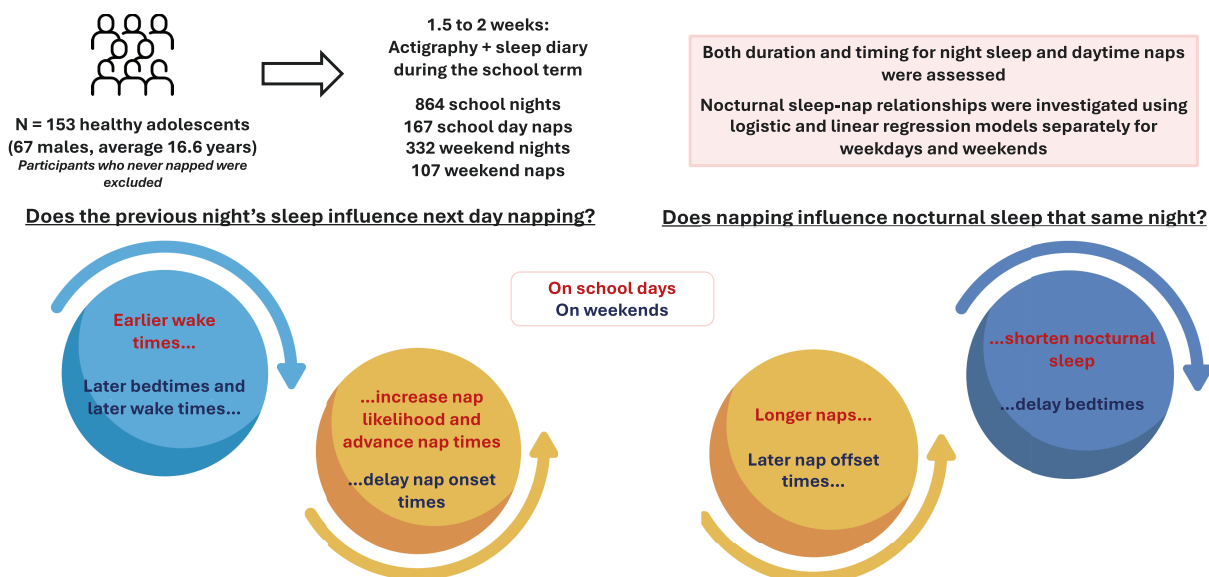 N = 153 healthy adolescents
(67 males, average 16.6 years)
Participants who never napped were
excluded
1.5 to 2 weeks:
Actigraphy + sleep diary
during the school term
864 school nights
167 school day naps
332 weekend nights
107 weekend naps
Both duration and timing for night sleep and daytime naps
were assessed
Nocturnal sleep-nap relationships were investigated using
logistic and linear regression models separately for
weekdays and weekends
Does the previous night's sleep influence next day napping?
Earlier wake
times...
Later bedtimes and
later wake times...
...increase nap
likelihood and
advance nap times
...delay nap onset
times
On school days
On weekends
Does napping influence nocturnal sleep that same night?
Longer naps...
Later nap offset
times...
...shorten nocturnal
sleep
...delay bedtimes